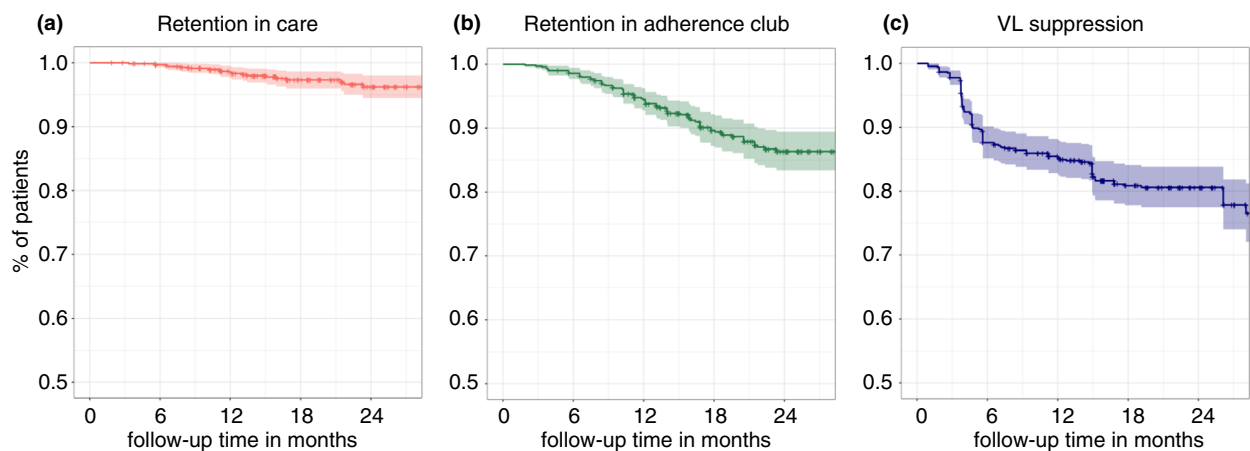 (a) Retention in care
% of patients
1.0
0.9
0.8
0.7
0.6
0.5
0 6 12 18 24
follow-up time in months
(b) Retention in adherence club
1.0
0.9
0.8
0.7
0.6
0.5
0 6 12 18 24
follow-up time in months
(c) VL suppression
1.0
0.9
0.8
0.7
0.6
0.5
0 6 12 18 24
follow-up time in months